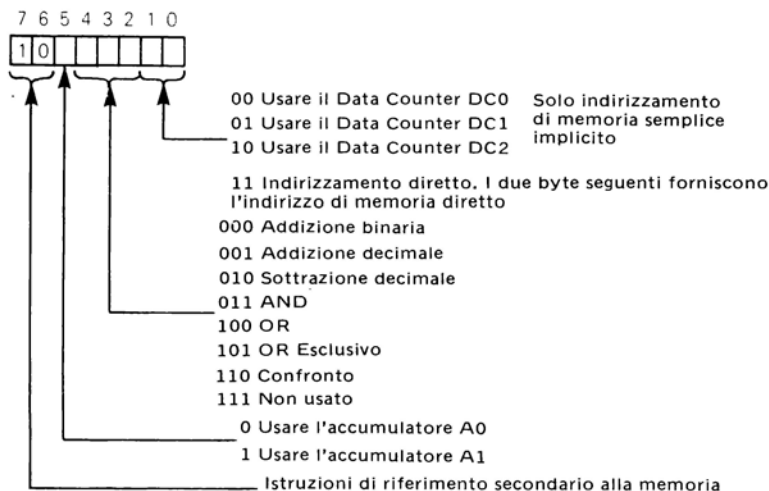 7 6 5 4 3 2 1 0
1 0
00 Usare il Data Counter DC0
01 Usare il Data Counter DC1
10 Usare il Data Counter DC2
Solo indirizzamento
di memoria semplice
implicito
11 Indirizzamento diretto. I due byte seguenti forniscono
l'indirizzo di memoria diretto
000 Addizione binaria
001 Addizione decimale
010 Sottrazione decimale
011 AND
100 OR
101 OR Esclusivo
110 Confronto
111 Non usato
0 Usare l'accumulatore A0
1 Usare l'accumulatore A1
Istruzioni di riferimento secondario alla memoria